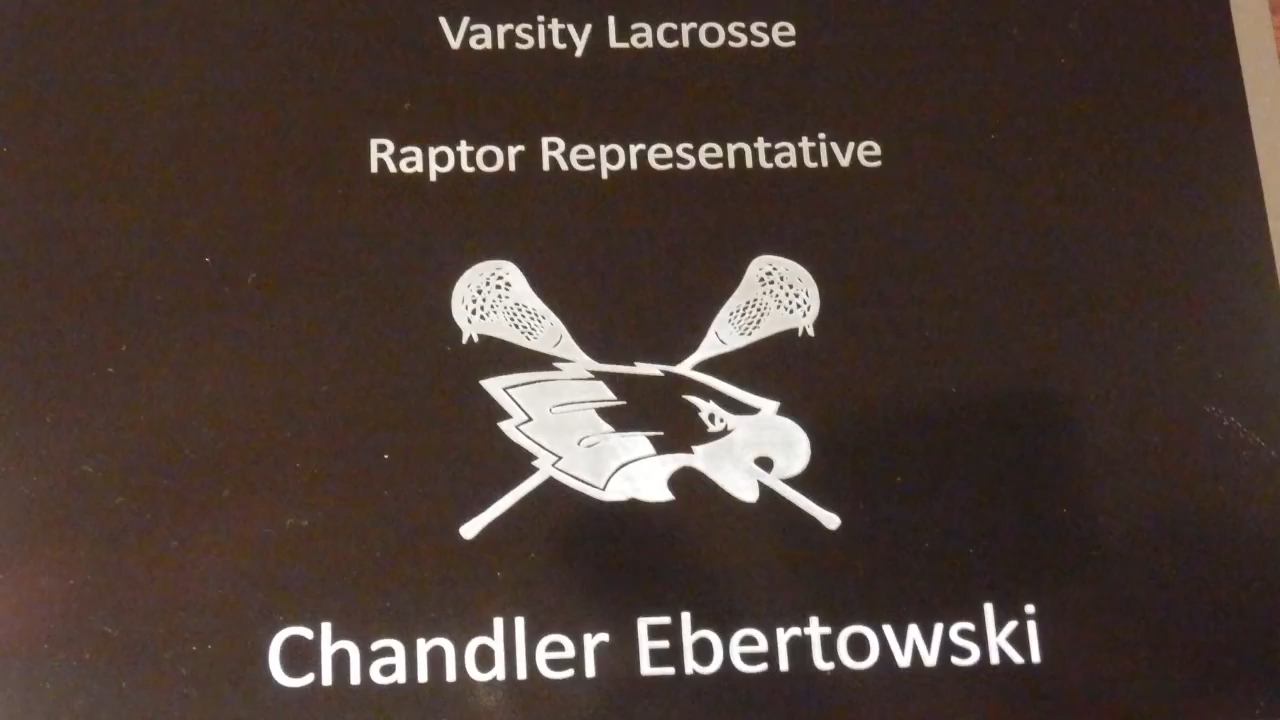 Varsity Lacrosse
Raptor Representative
Chandler Ebertowski